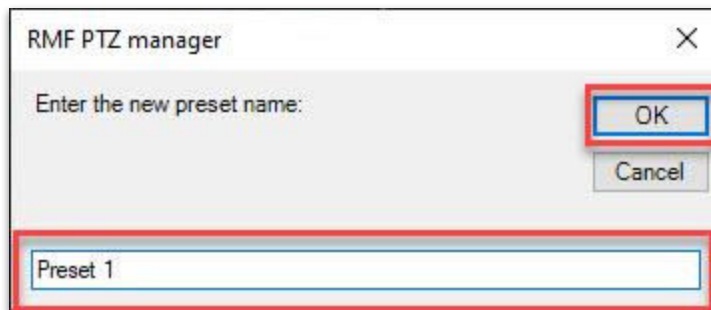 RMF PTZ manager
Enter the new preset name:
OK
Cancel
Preset 1